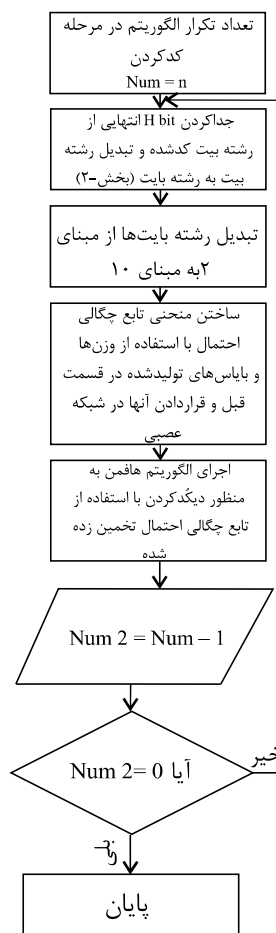 تعداد تکرار الگوریتم در مرحله
کدکردن
Num = n
جداکردن H bit انتهایی از
رشته بیت کدشده و تبدیل رشته
بیت به رشته بایت (بخش-۲)
تبدیل رشته بایت‌ها از مبنای
۲به مبنای ۱۰
ساختن منحنی تابع چگالی
احتمال با استفاده از وزن‌ها
و بایاس‌های تولیدشده در قسمت
قبل و قراردادن آنها در شبکه
عصبی
اجرای الگوریتم هافمن به
منظور دیکُدکردن با استفاده از
تابع چگالی احتمال تخمین زده
شده
Num 2 = Num – 1
آیا Num 2= 0
خیر
بلی
پایان